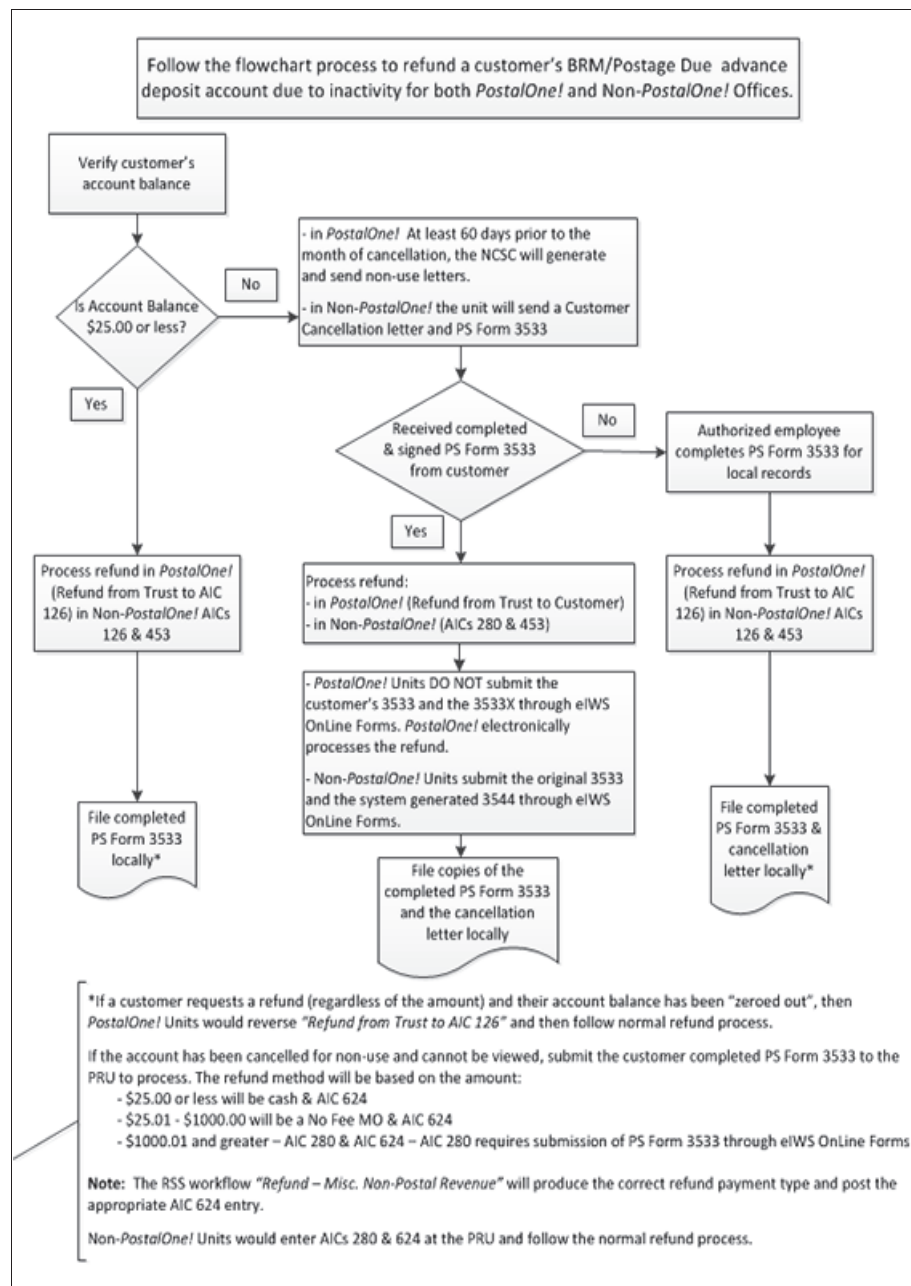 Follow the flowchart process to refund a customer's BRM/Postage Due advance
deposit account due to inactivity for both PostalOne! and Non-PostalOne! Offices.
Verify customer's
account balance
Is Account Balance
$25.00 or less?
No
- in PostalOne! At least 60 days prior to the
month of cancellation, the NCSC will generate
and send non-use letters.
- in Non-PostalOne! the unit will send a Customer
Cancellation letter and PS Form 3533
Yes
Received completed
& signed PS Form 3533
from customer
No
Authorized employee
completes PS Form 3533 for
local records
Yes
Process refund in PostalOne!
(Refund from Trust to AIC
126) in Non-PostalOne! AICs
126 & 453
Process refund:
- in PostalOne! (Refund from Trust to Customer)
- in Non-PostalOne! (AICs 280 & 453)
Process refund in PostalOne!
(Refund from Trust to AIC
126) in Non-PostalOne! AICs
126 & 453
- PostalOne! Units DO NOT submit the
customer's 3533 and the 3533X through eIWS
OnLine Forms. PostalOne! electronically
processes the refund.
- Non-PostalOne! Units submit the original 3533
and the system generated 3544 through eIWS
OnLine Forms.
File completed
PS Form 3533
locally*
File copies of the
completed PS Form 3533
and the cancellation
letter locally
File completed
PS Form 3533 &
cancellation
letter locally*
*If a customer requests a refund (regardless of the amount) and their account balance has been "zeroed out", then
PostalOne! Units would reverse "Refund from Trust to AIC 126" and then follow normal refund process.
If the account has been cancelled for non-use and cannot be viewed, submit the customer completed PS Form 3533 to the
PRU to process. The refund method will be based on the amount:
- $25.00 or less will be cash & AIC 624
- $25.01 - $1000.00 will be a No Fee MO & AIC 624
- $1000.01 and greater – AIC 280 & AIC 624 – AIC 280 requires submission of PS Form 3533 through eIWS OnLine Forms
Note: The RSS workflow "Refund – Misc. Non-Postal Revenue" will produce the correct refund payment type and post the
appropriate AIC 624 entry.
Non-PostalOne! Units would enter AICs 280 & 624 at the PRU and follow the normal refund process.